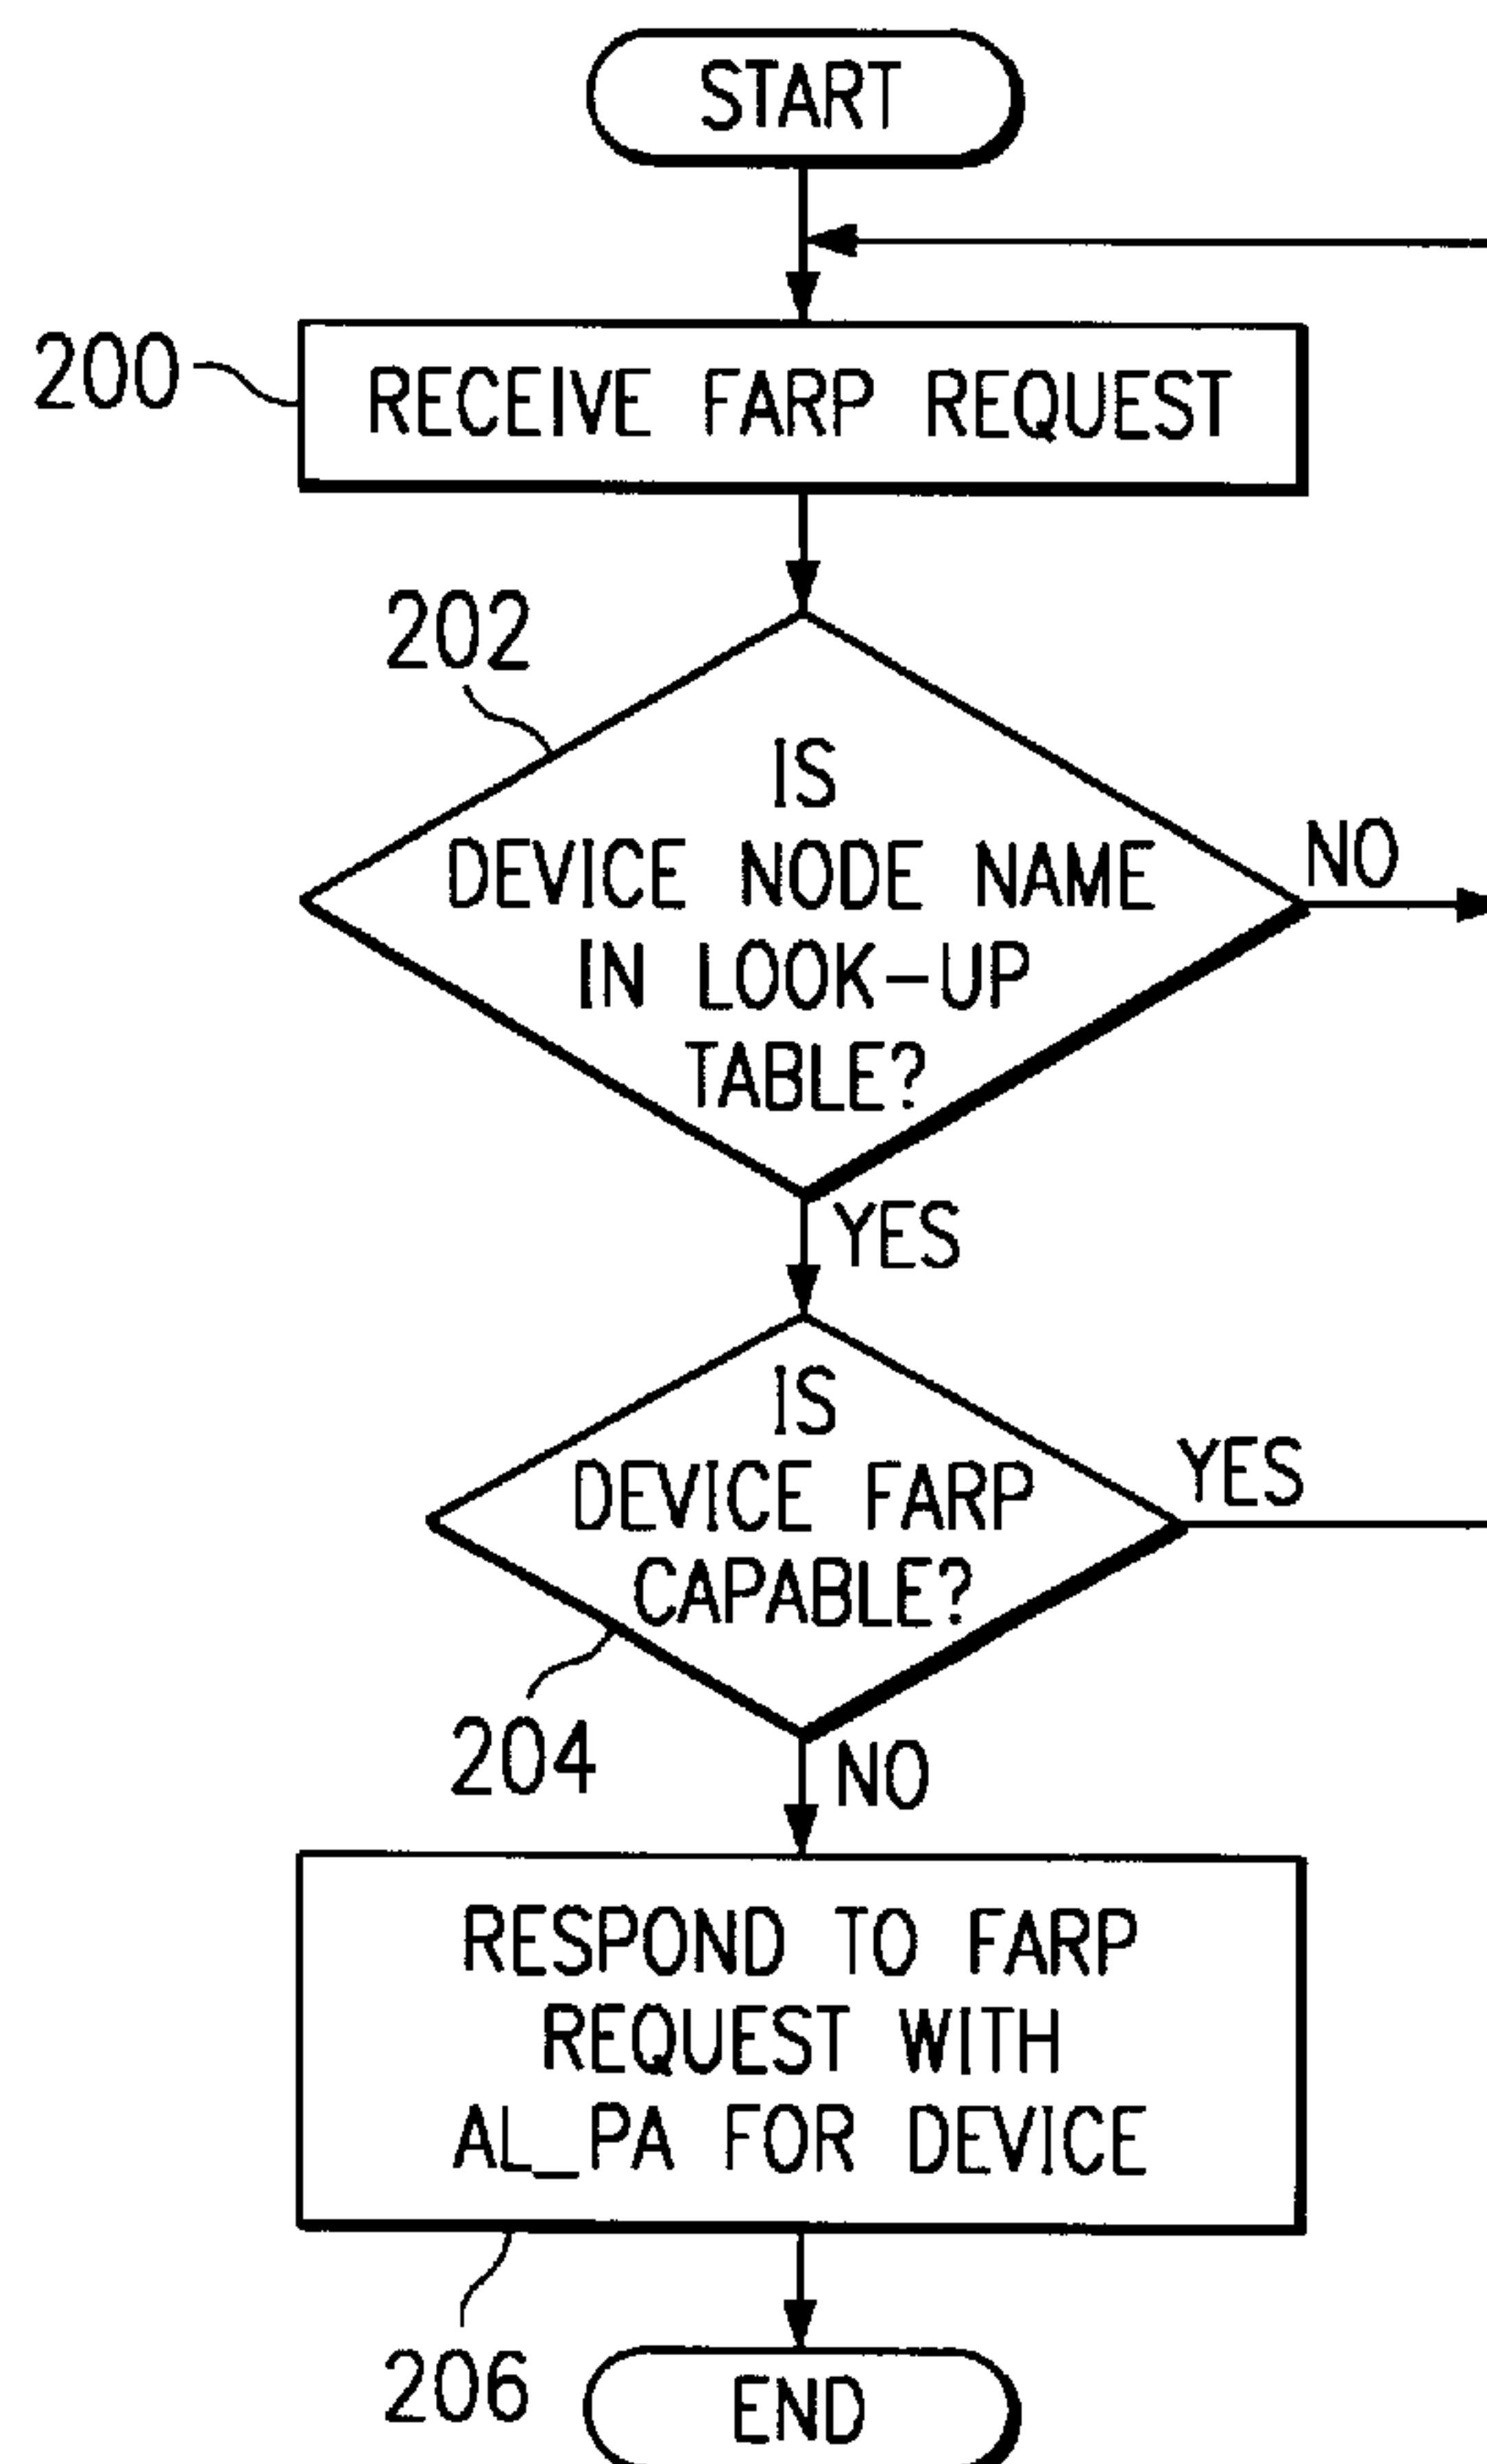 START
200
RECEIVE FARP REQUEST
202
IS
DEVICE NODE NAME
IN LOOK-UP
TABLE?
NO
YES
IS
DEVICE FARP
CAPABLE?
YES
204
NO
RESPOND TO FARP
REQUEST WITH
AL_PA FOR DEVICE
206
END